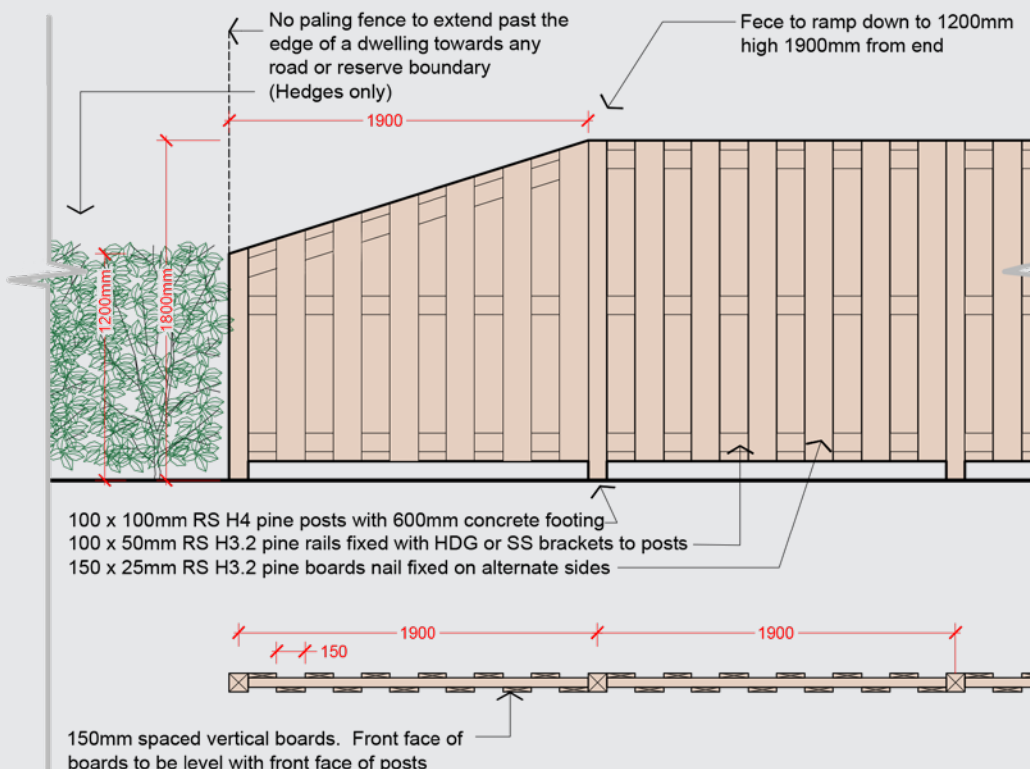 No paling fence to extend past the
edge of a dwelling towards any
road or reserve boundary
(Hedges only)
Fece to ramp down to 1200mm
high 1900mm from end
1900
1200mm
1800mm
100 x 100mm RS H4 pine posts with 600mm concrete footing
100 x 50mm RS H3.2 pine rails fixed with HDG or SS brackets to posts
150 x 25mm RS H3.2 pine boards nail fixed on alternate sides
1900
1900
150
150mm spaced vertical boards. Front face of
boards to be level with front face of posts